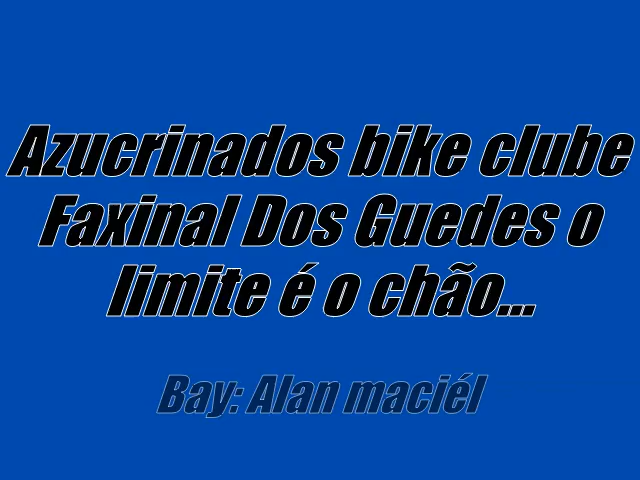 Azucrinados bike clube
Faxinal Dos Guedes o
limite é o chão...
Bay: Alan maciél